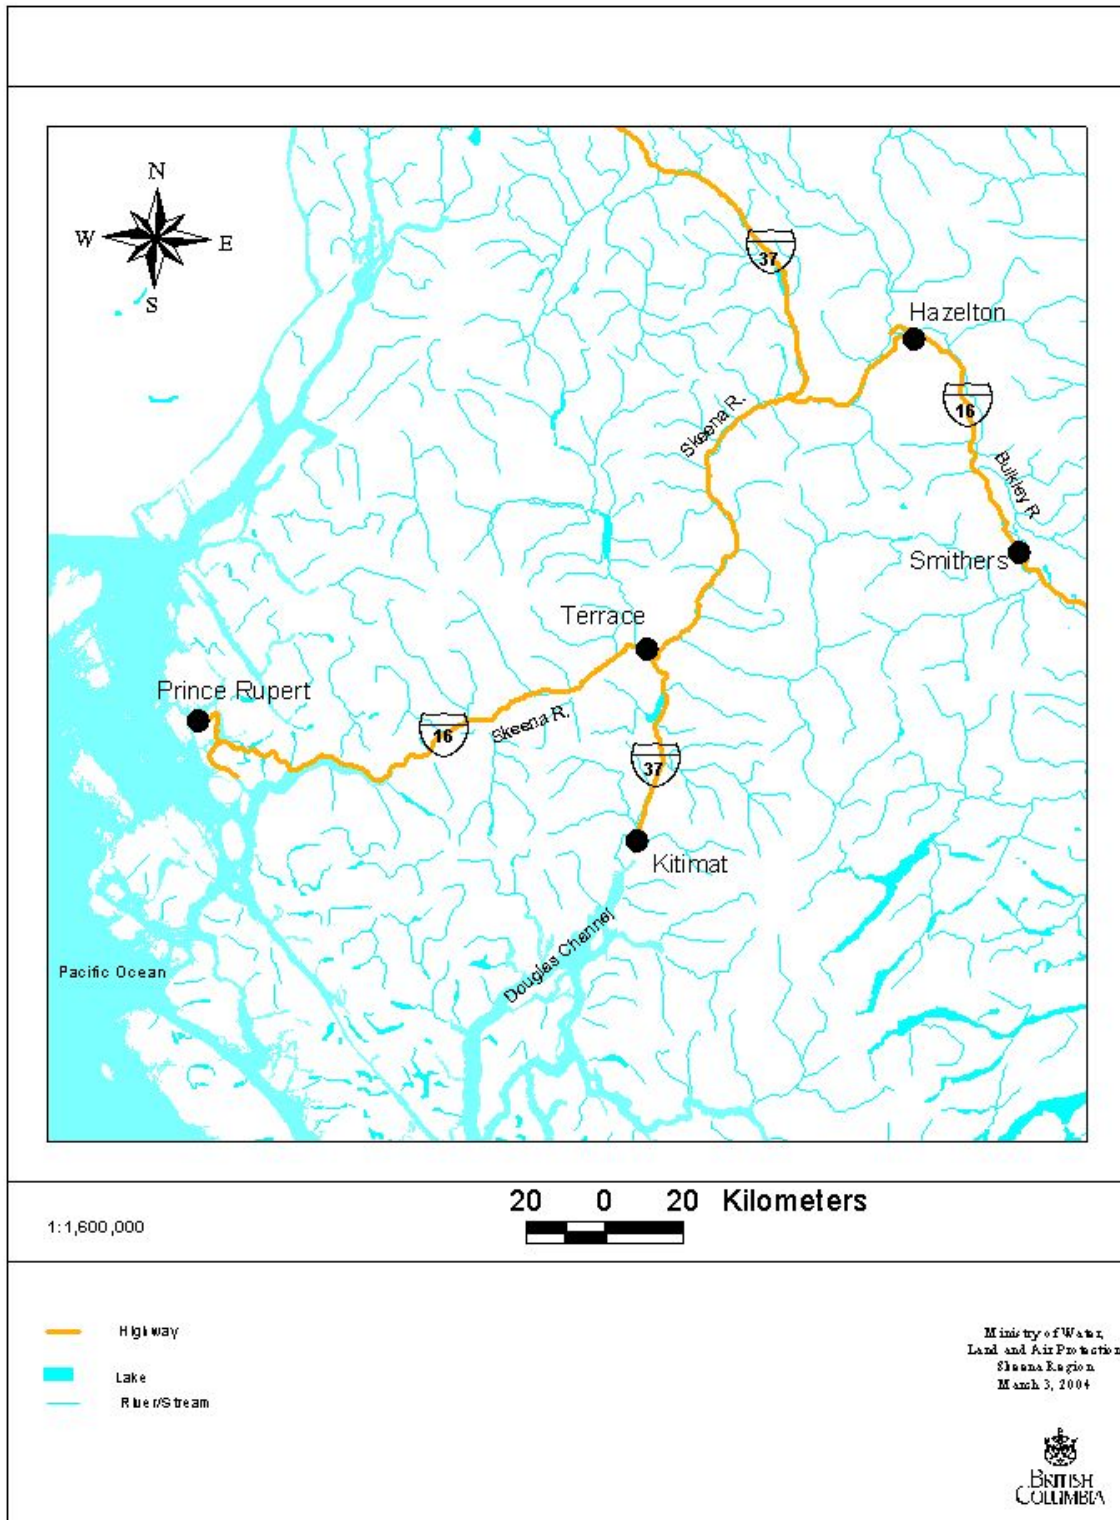 N
W
E
S
37
Hazelton
16
Skeena R.
Bulkley R.
Smithers
Terrace
Prince Rupert
16
Skeena R.
37
Kitimat
Douglas Channel
Pacific Ocean
20 0 20 Kilometers
1:1,600,000
Highway
Lake
River/Stream
Ministry of Water,
Land and Air Protection
Skeena Region
March 3, 2004
BRITISH
COLUMBIA